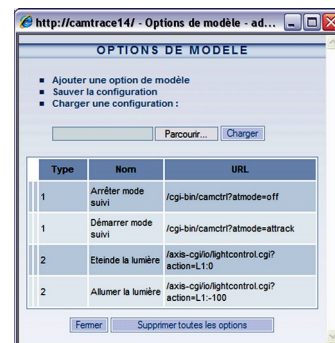 http://camtrace14/ - Options de modèle - ad...
OPTIONS DE MODELE
Ajouter une option de modèle
Sauver la configuration
Charger une configuration :
Parcourir... Charger
Type Nom URL
1 Arrêter mode suivi /cgi-bin/camctrl?atmode=off
1 Démarrer mode suivi /cgi-bin/camctrl?atmode=attrack
2 Eteinde la lumière /axis-cgi/io/lightcontrol.cgi?action=L1:0
2 Allumer la lumière /axis-cgi/io/lightcontrol.cgi?action=L1:-100
Fermer Supprimer toutes les options